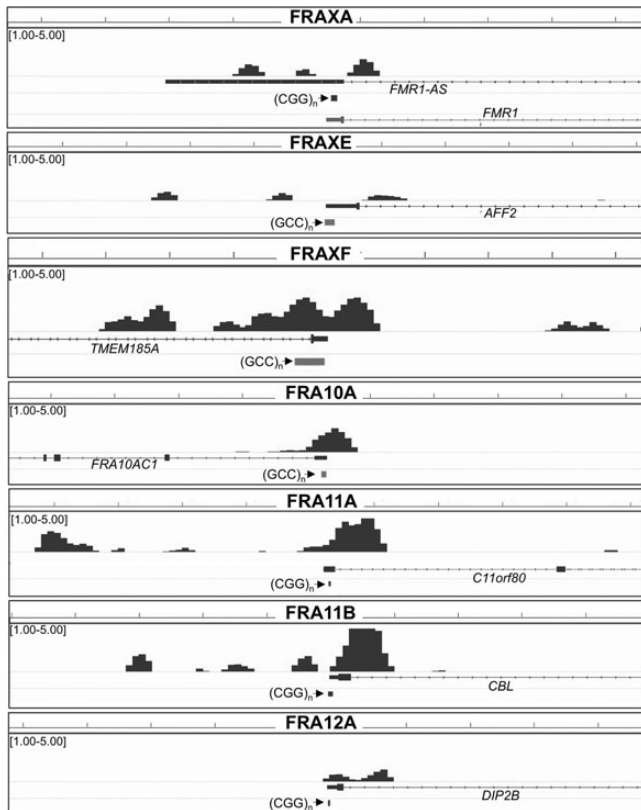 FRAXA
[1.00-5.00]
FMR1-AS
(CGG)n
FMR1
FRAXE
[1.00-5.00]
AFF2
(GCC)n
FRAXF
[1.00-5.00]
TMEM185A
(GCC)n
FRA10A
[1.00-5.00]
FRA10AC1
(GCC)n
FRA11A
[1.00-5.00]
C11orf80
(CGG)n
FRA11B
[1.00-5.00]
CBL
(CGG)n
FRA12A
[1.00-5.00]
DIP2B
(CGG)n